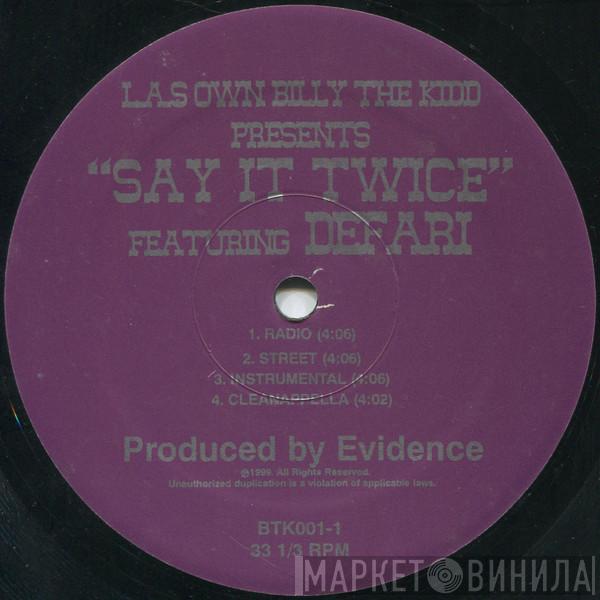 L.A.S OWN BILLY THE KIDD
PRESENTS
"SAY IT TWICE"
FEATURING DEFARI
1. RADIO (4:06)
2. STREET (4:06)
3. INSTRUMENTAL (4:06)
4. CLEANAPPELLA (4:02)
Produced by Evidence
℗1999. All Rights Reserved.
Unauthorized duplication is a violation of applicable laws.
BTK001-1
33 1/3 RPM
МАРКЕТ ВИНИЛА